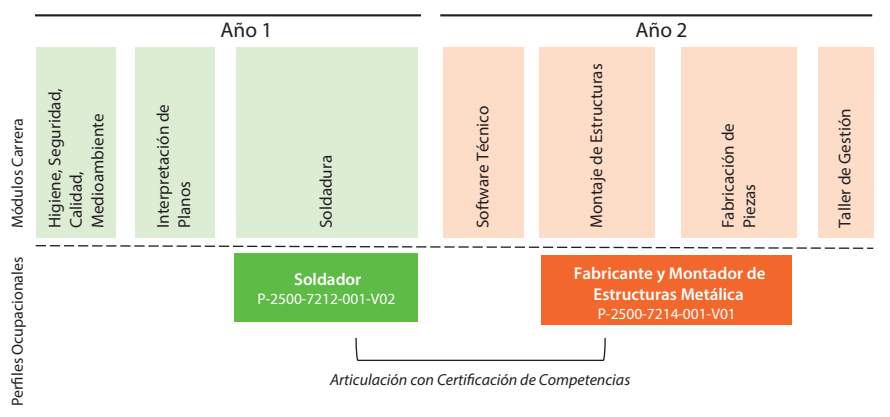 Año 1
Año 2
Módulos Carrera
Higiene, Seguridad,
Calidad,
Medioambiente
Interpretación de
Planos
Soldadura
Software Técnico
Montaje de Estructuras
Fabricación de
Piezas
Taller de Gestión
Perfiles Ocupacionales
Soldador
P-2500-7212-001-V02
Fabricante y Montador de
Estructuras Metálica
P-2500-7214-001-V01
Articulación con Certificación de Competencias